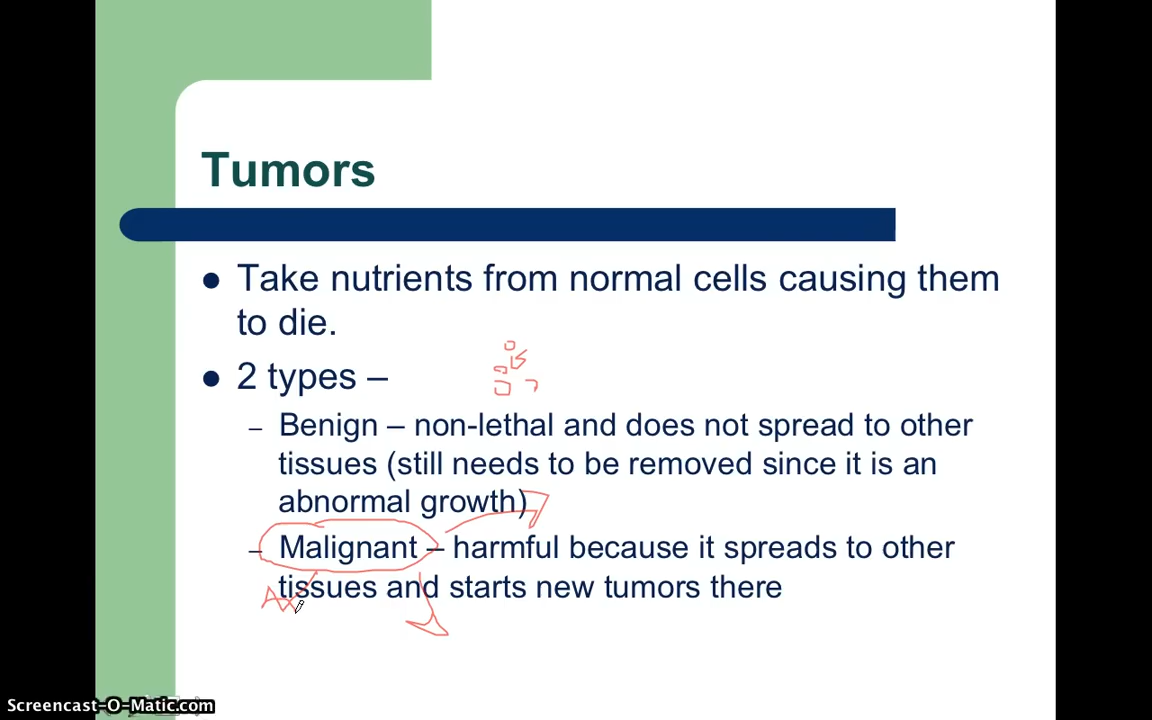 Tumors
● Take nutrients from normal cells causing them
to die.
● 2 types –
– Benign – non-lethal and does not spread to other
tissues (still needs to be removed since it is an
abnormal growth)
– Malignant – harmful because it spreads to other
tissues and starts new tumors there
Screencast-O-Matic.com